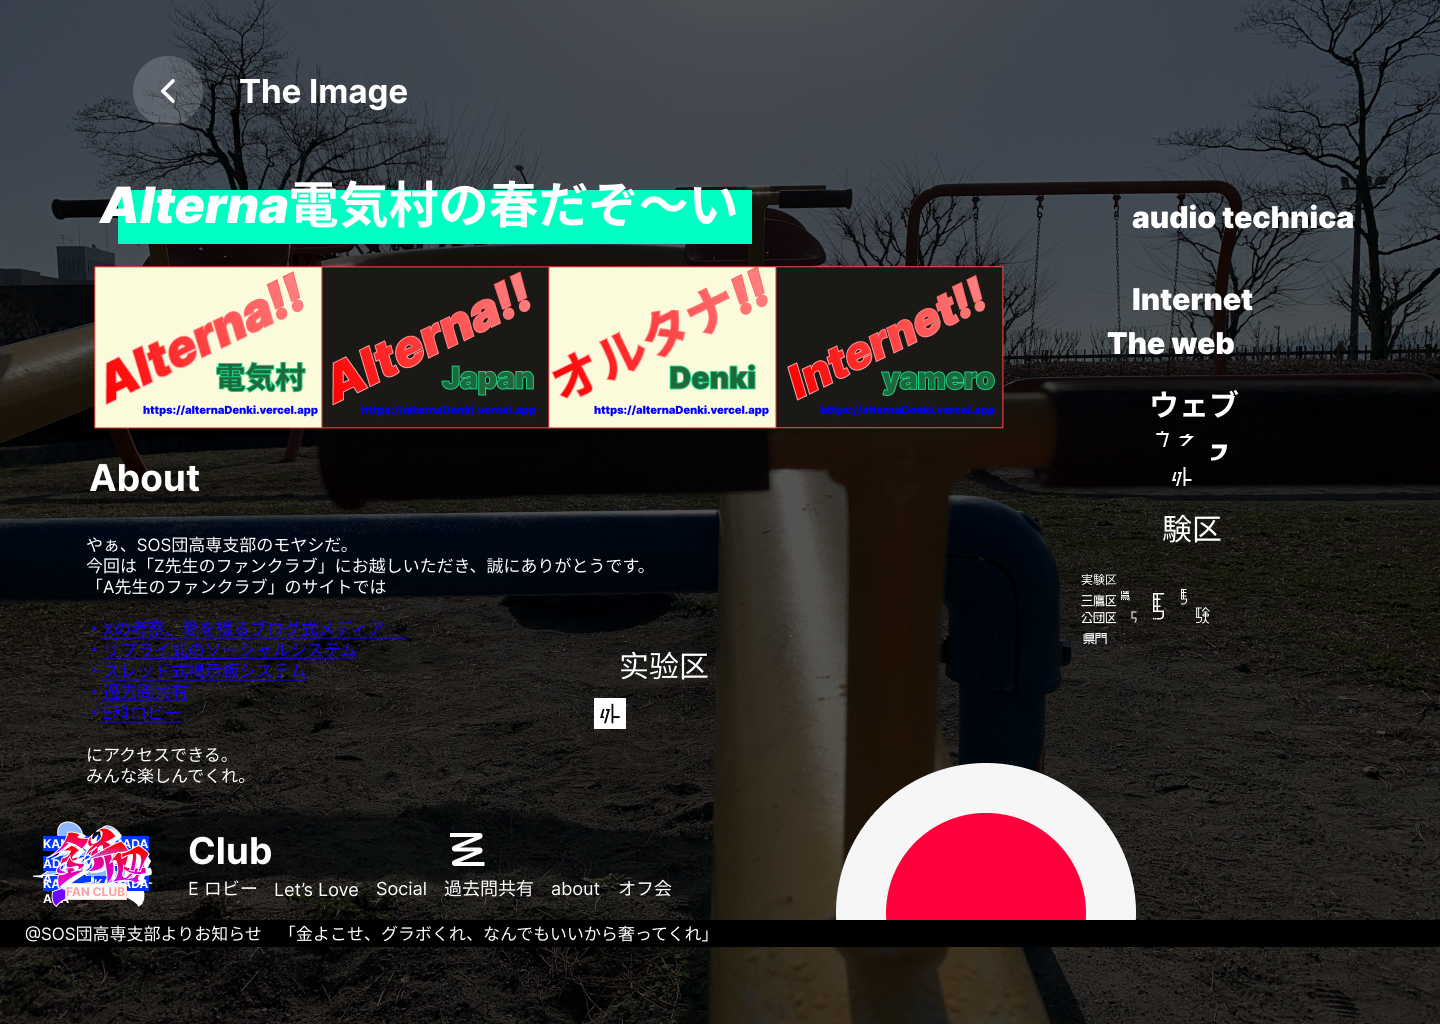 The Image
Alterna電気村の春だぞ〜い
audio technica
Alterna!!
電気村
https://alternaDenki.vercel.app
Alterna!!
Japan
https://alternaDenki.vercel.app
オルタナ!!
Denki
https://alternaDenki.vercel.app
Internet!!
yamero
https://alternaDenki.vercel.app
Internet
The web
ウェブ
外
験区
About
やぁ、SOS団高専支部のモヤシだ。
今回は「Z先生のファンクラブ」にお越しいただき、誠にありがとうです。
「A先生のファンクラブ」のサイトでは
・Xの考察、愛を綴るブログ式メディア
・リプライ式のソーシャルシステム
・スレット式掲示板システム
・過去問共有
・E科ロビー
にアクセスできる。
みんな楽しんでくれ。
実験区
三鷹区
公団区
県門
实验区
外
FAN CLUB
Club
E ロビー
Let’s Love
Social
過去問共有
about
オフ会
@SOS団高専支部よりお知らせ 「金よこせ、グラボくれ、なんでもいいから奢ってくれ」